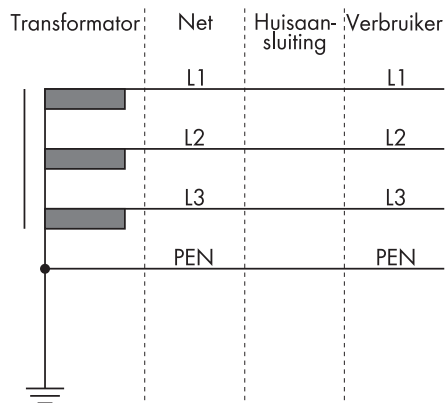 Transformator
Net
Huisaan-
sluiting
Verbruiker
L1
L1
L2
L2
L3
L3
PEN
PEN